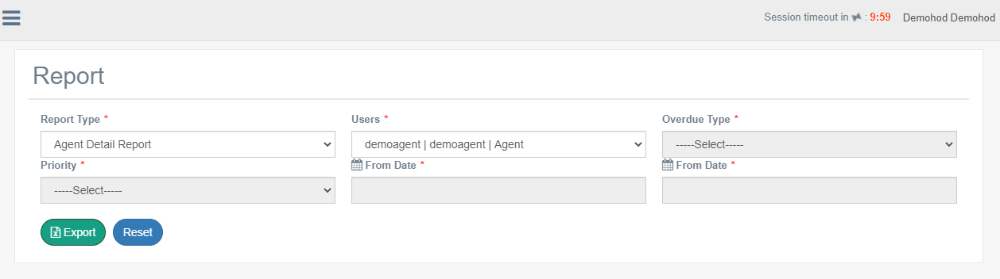 Session timeout in : 9:59 Demohod Demohod
Report
Report Type * Users * Overdue Type *
Agent Detail Report demoagent | demoagent | Agent -----Select-----
Priority * From Date * From Date *
-----Select-----
Export Reset